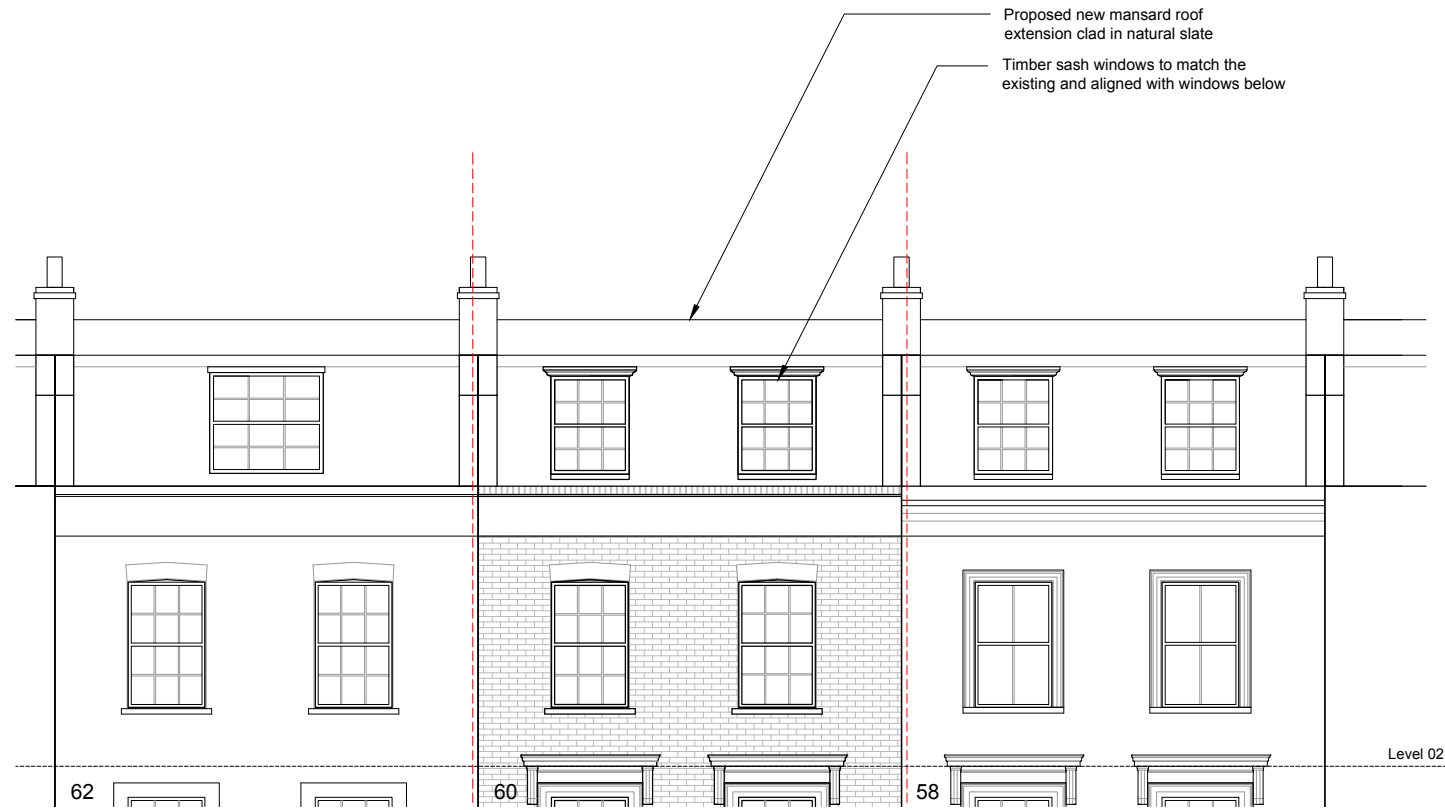 Proposed new mansard roof
extension clad in natural slate
Timber sash windows to match the
existing and aligned with windows below
Level 02
62
60
58